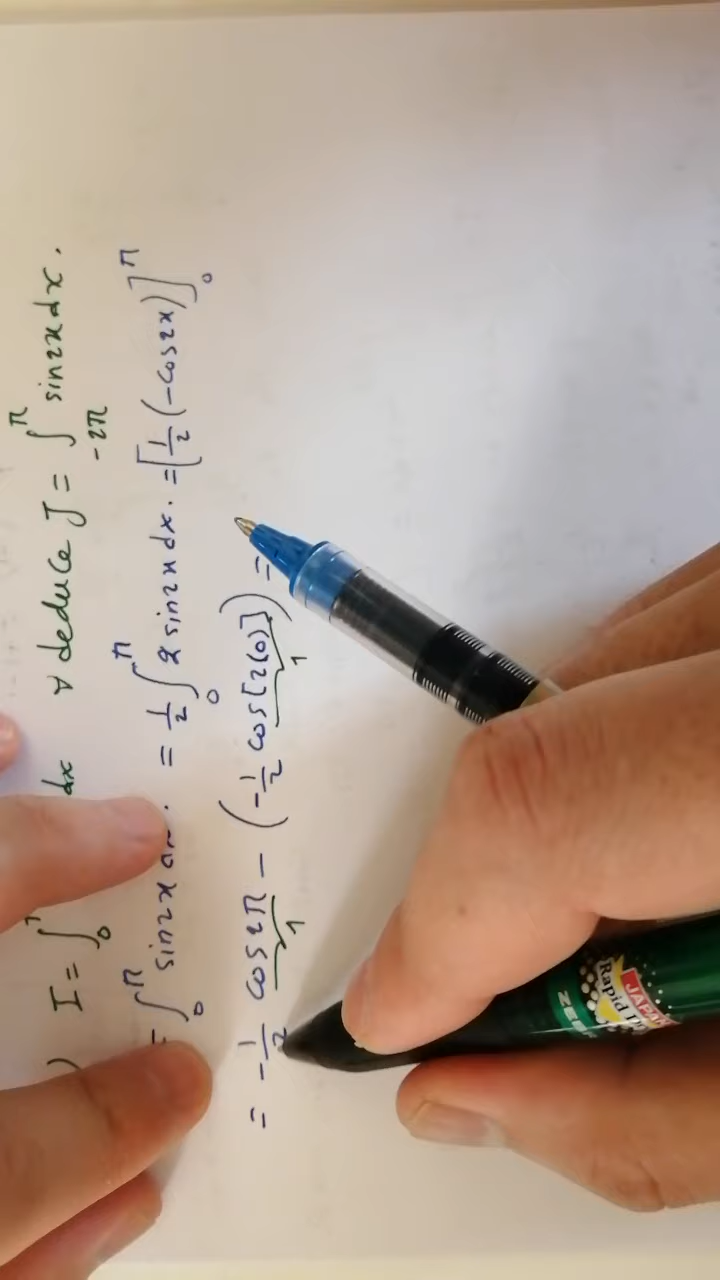 ) I = ∫₀ dx & deduce J = ∫_{-2π}^{π} sin2x dx.
= ∫₀^π sin2x dx. = 1/2 ∫₀^π 2 sin2x dx. = [1/2 (-cos2x)]₀^π
= -1/2 cos2π - (-1/2 cos[2(0)]) =
1 1
ZEB
JAPAN
Rapid D